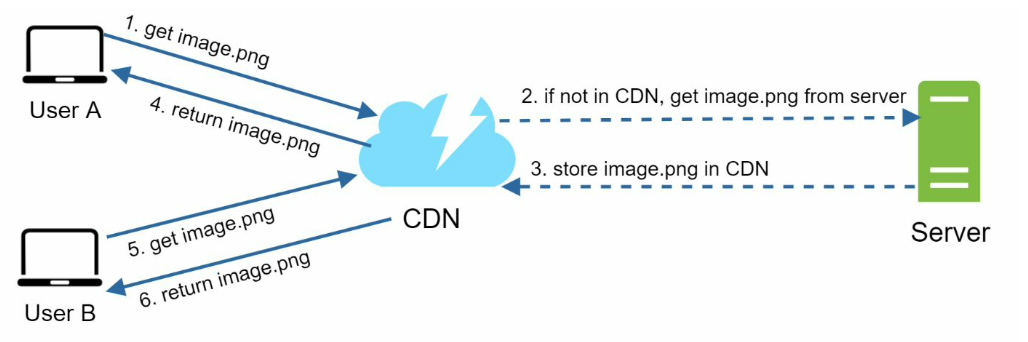 1. get image.png
User A
4. return image.png
2. if not in CDN, get image.png from server
3. store image.png in CDN
CDN
Server
5. get image.png
6. return image.png
User B